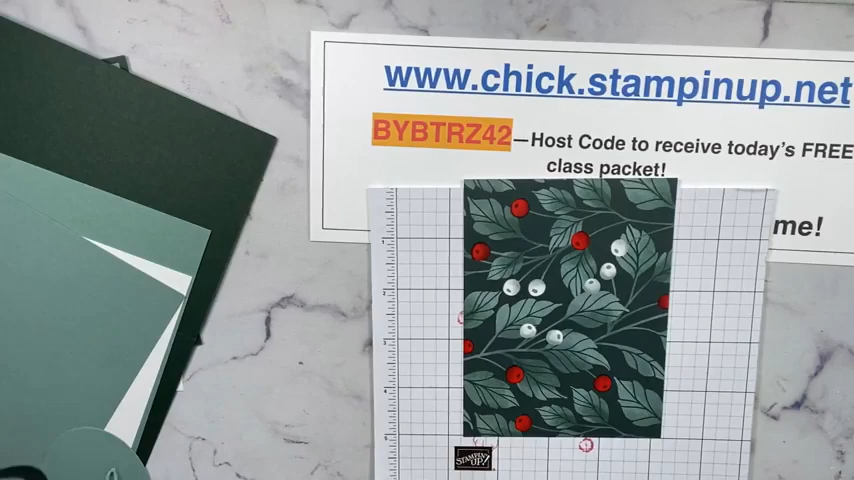 www.chick.stampinup.net
BYBTRZ42—Host Code to receive today's FREE
class packet!
me!
STAMPIN' UP!